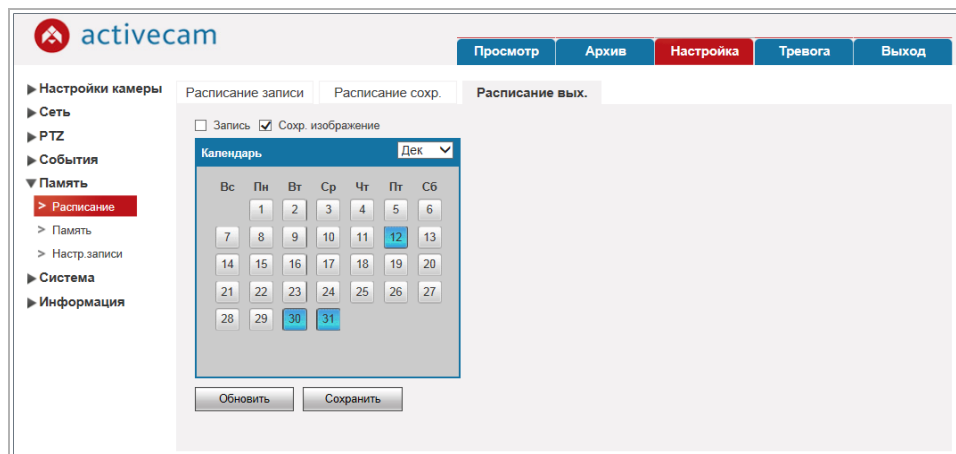 activecam
Просмотр Архив Настройка Тревога Выход
Настройки камеры
Сеть
PTZ
События
Память
> Расписание
> Память
> Настр.записи
Система
Информация
Расписание записи Расписание сохр. Расписание вых.
Запись Сохр. изображение
Календарь Дек
Вс Пн Вт Ср Чт Пт Сб
1 2 3 4 5 6
7 8 9 10 11 12 13
14 15 16 17 18 19 20
21 22 23 24 25 26 27
28 29 30 31
Обновить Сохранить